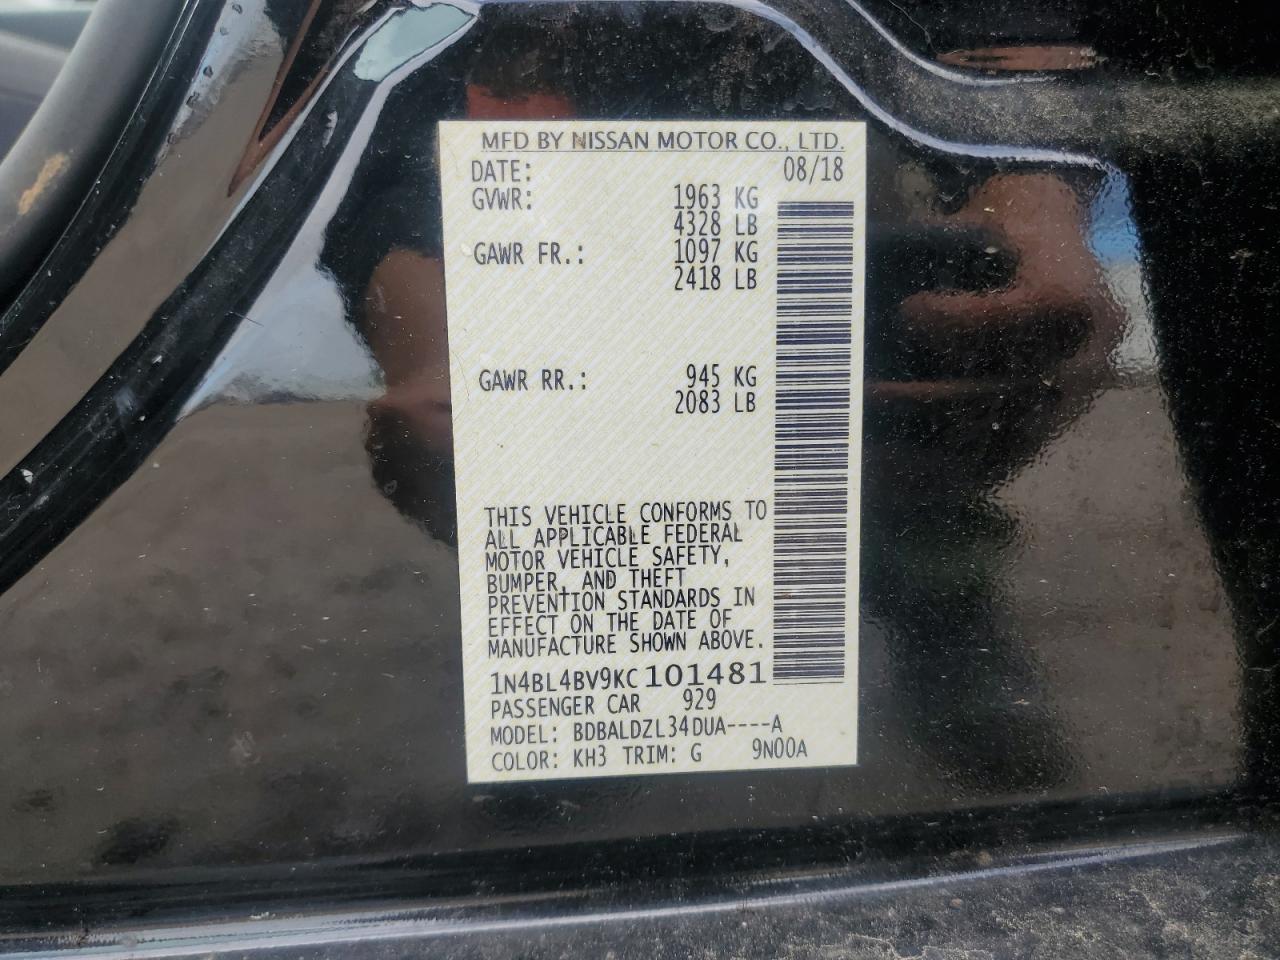 MFD BY NISSAN MOTOR CO., LTD.
DATE: 08/18
GVWR: 1963 KG
4328 LB
GAWR FR.: 1097 KG
2418 LB
GAWR RR.: 945 KG
2083 LB
THIS VEHICLE CONFORMS TO
ALL APPLICABLE FEDERAL
MOTOR VEHICLE SAFETY,
BUMPER, AND THEFT
PREVENTION STANDARDS IN
EFFECT ON THE DATE OF
MANUFACTURE SHOWN ABOVE.
1N4BL4BV9KC101481
PASSENGER CAR 929
MODEL: BDBALDZL34DUA----A
COLOR: KH3 TRIM: G 9N00A